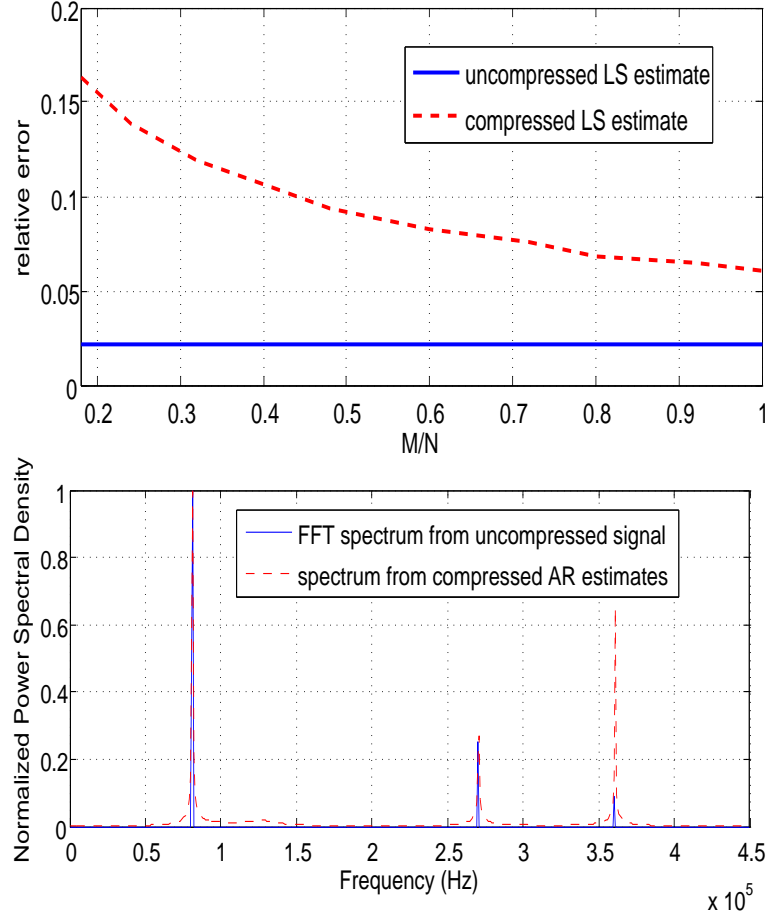 0.2
0.15
0.1
0.05
0
relative error
uncompressed LS estimate
compressed LS estimate
0.2 0.3 0.4 0.5 0.6 0.7 0.8 0.9 1
M/N
1
0.8
0.6
0.4
0.2
0
Normalized Power Spectral Density
FFT spectrum from uncompressed signal
spectrum from compressed AR estimates
0 0.5 1 1.5 2 2.5 3 3.5 4 4.5
Frequency (Hz)
x 10^5